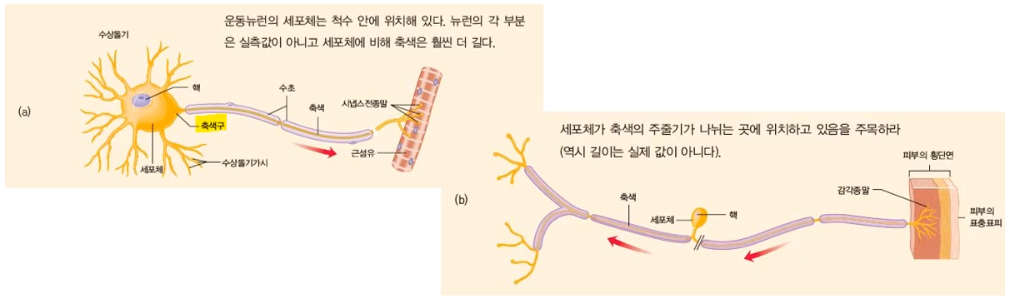 운동뉴런의 세포체는 척수 안에 위치해 있다. 뉴런의 각 부분
은 실측값이 아니고 세포체에 비해 축색은 훨씬 더 길다.
수상돌기
핵
수초
축색
시냅스전종말
(a)
축색구
근섬유
세포체
수상돌기가시
세포체가 축색의 주줄기가 나뉘는 곳에 위치하고 있음을 주목하라
(역시 길이는 실제 값이 아니다).
피부의 횡단면
감각종말
(b)
축색
세포체
핵
피부의
표층표피